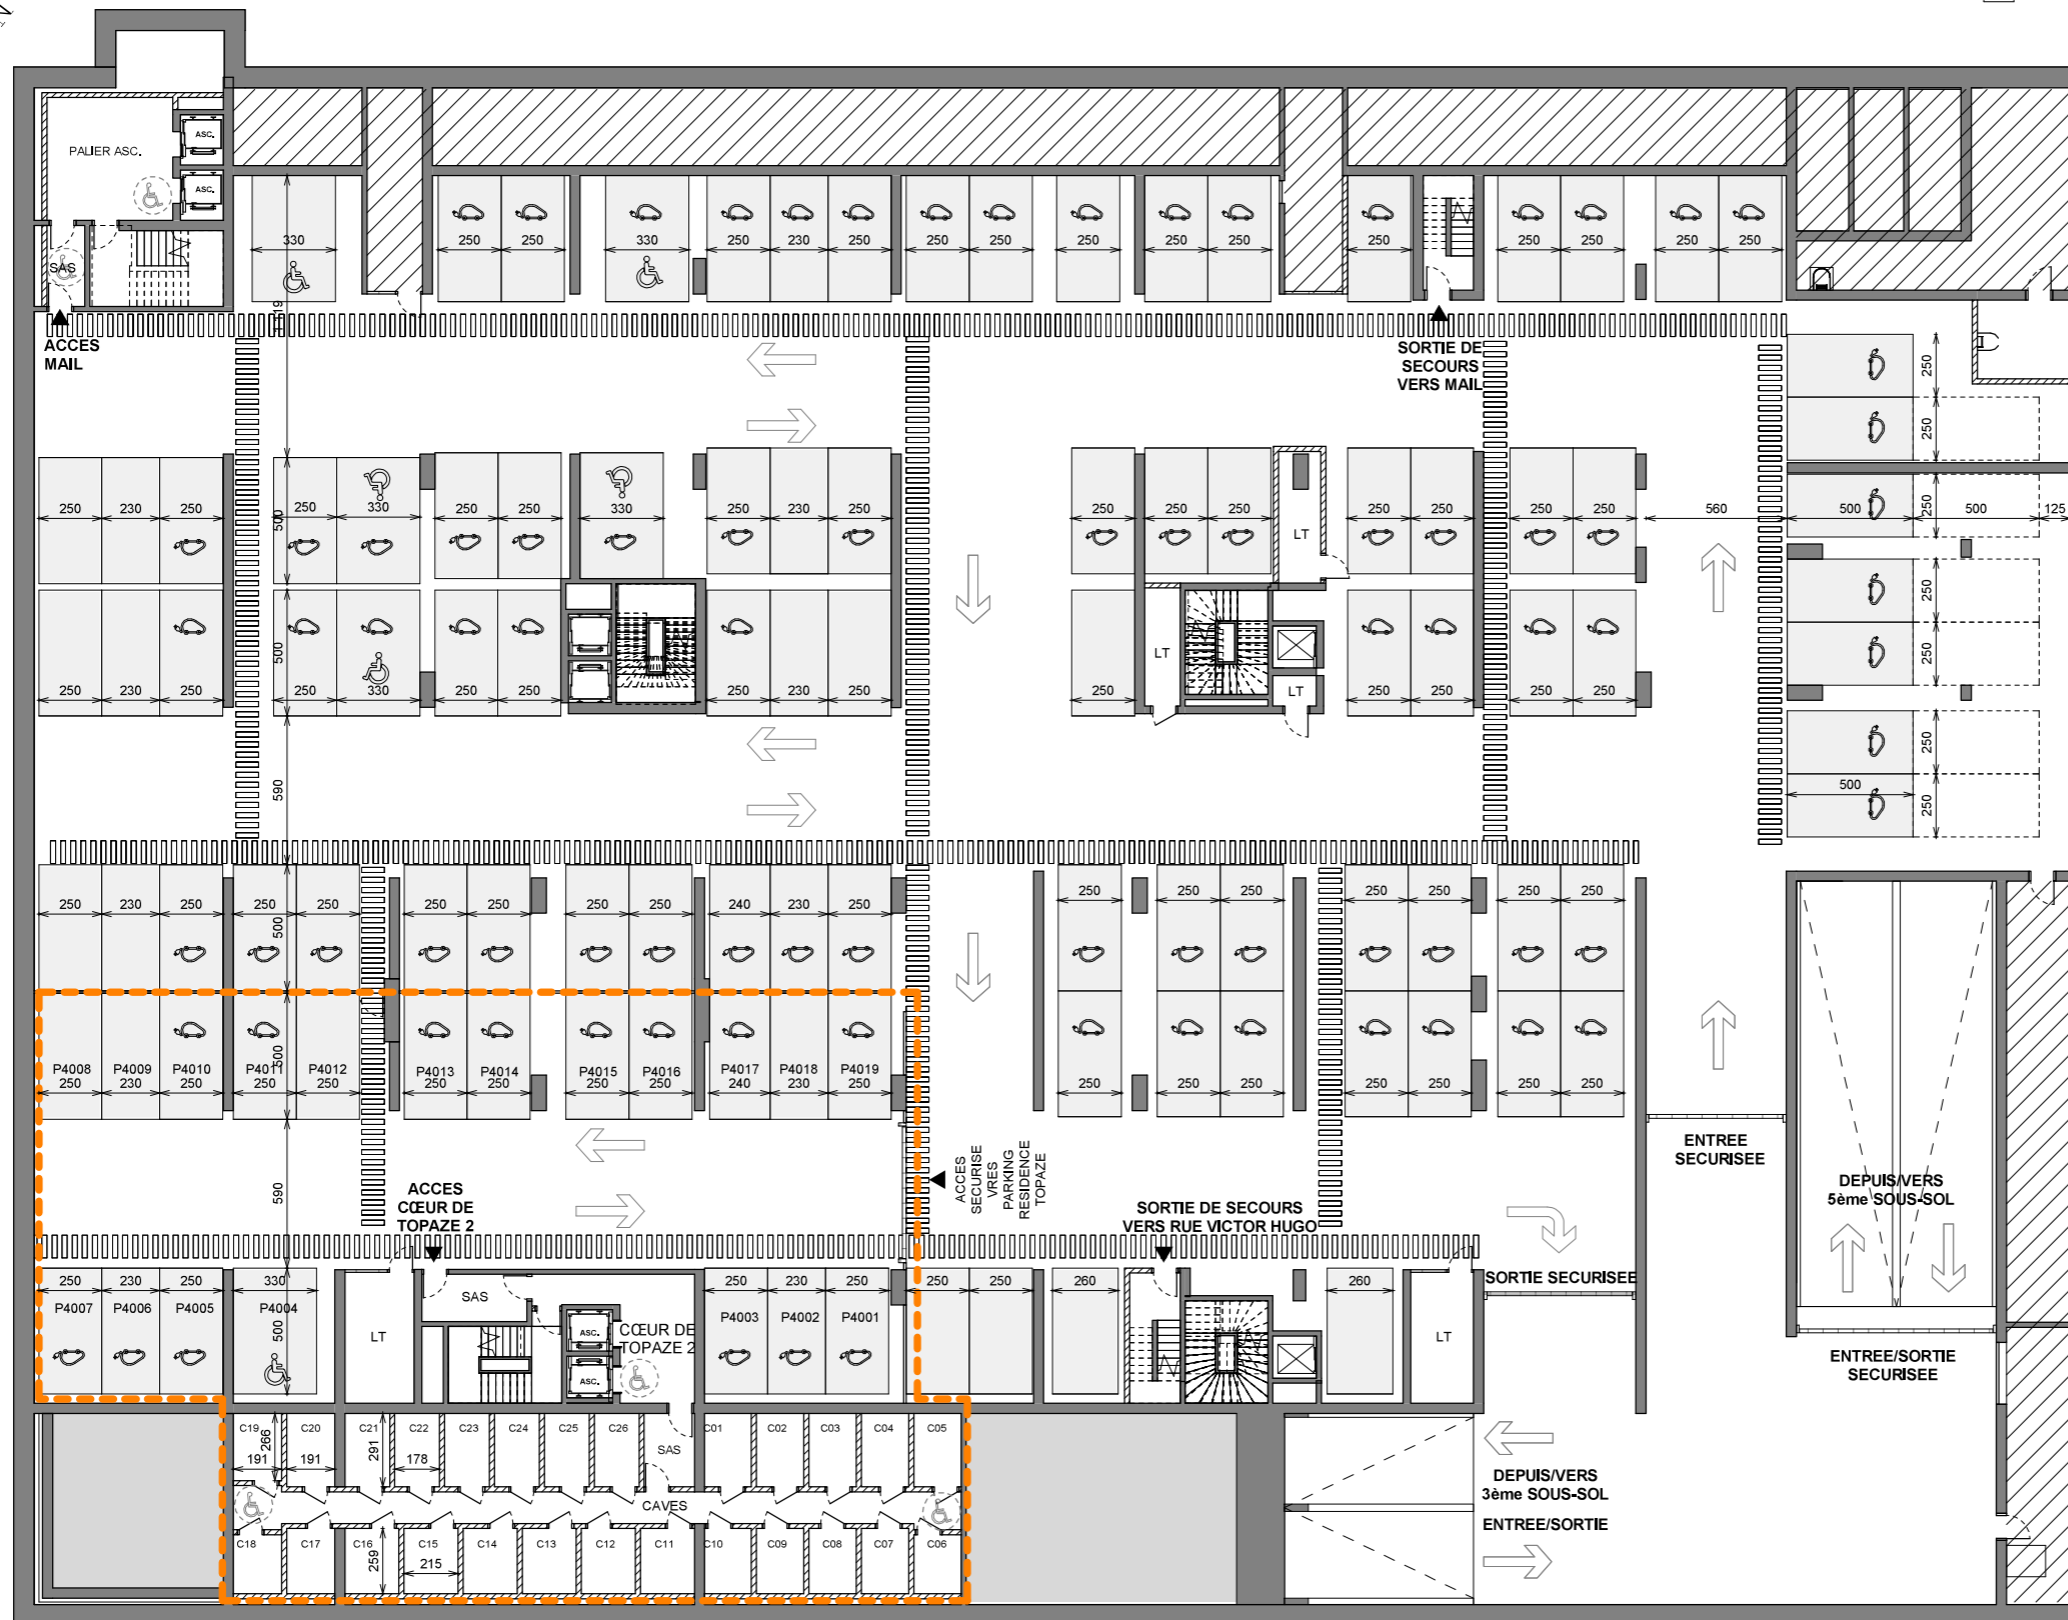 PALIER ASC.
ASC.
ASC.
SAS
ACCES
MAIL
330
250
250
330
250
230
250
250
250
250
250
250
250
250
250
250
250
SORTIE DE
SECOURS
VERS MAIL
250
250
250
230
250
250
330
250
250
330
250
230
250
250
250
250
250
250
250
250
560
500
500
125
250
500
LT
250
250
500
250
230
250
250
330
250
250
250
230
250
250
LT
LT
250
250
250
250
590
250
250
500
250
230
250
250
250
250
250
250
250
240
230
250
250
250
250
250
250
250
250
500
P4008
P4009
P4010
P4011
P4012
P4013
P4014
P4015
P4016
P4017
P4018
P4019
250
230
250
250
250
250
250
250
250
240
230
250
250
250
250
250
250
250
250
500
590
ACCES
CŒUR DE
TOPAZE 2
ACCES
SECURISE
VRES
PARKING
RESIDENCE
TOPAZE
SORTIE DE SECOURS
VERS RUE VICTOR HUGO
ENTREE
SECURISEE
DEPUIS/VERS
5ème SOUS-SOL
SORTIE SECURISEE
ENTREE/SORTIE
SECURISEE
250
230
250
330
250
230
250
250
250
260
260
P4007
P4006
P4005
P4004
P4003
P4002
P4001
500
LT
SAS
ASC.
ASC.
CŒUR DE
TOPAZE 2
LT
C19
C20
C21
C22
C23
C24
C25
C26
SAS
C01
C02
C03
C04
C05
266
191
191
291
178
CAVES
C18
C17
C16
C15
C14
C13
C12
C11
C10
C09
C08
C07
C06
259
215
DEPUIS/VERS
3ème SOUS-SOL
ENTREE/SORTIE